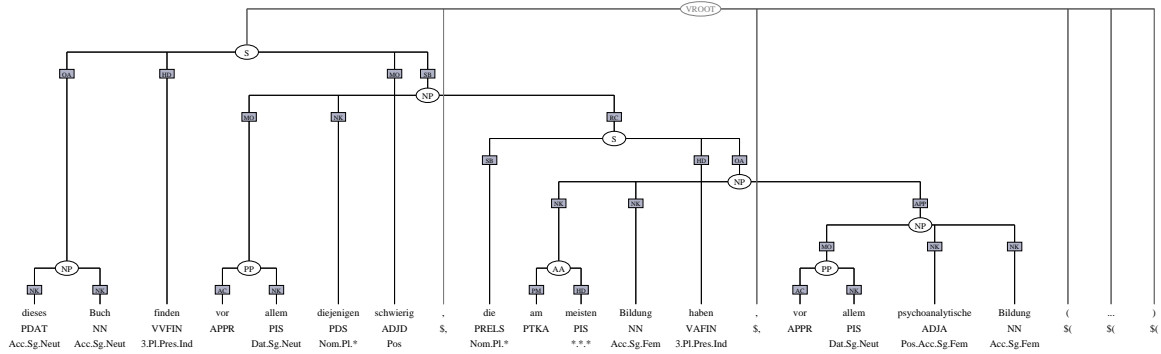 VROOT
S
OA HD MO SB
NP
MO NK RC
S
SB HD OA
NP
NK NK APP
NP
MO NK NK
NP PP AA PP
NK NK AC NK PM HD AC NK
dieses Buch finden vor allem diejenigen schwierig , die am meisten Bildung haben , vor allem psychoanalytische Bildung ( ... )
PDAT NN VVFIN APPR PIS PDS ADJD $, PRELS PTKA PIS NN VAFIN $, APPR PIS ADJA NN $( $( $(
Acc.Sg.Neut Acc.Sg.Neut 3.Pl.Pres.Ind Dat.Sg.Neut Nom.Pl.* Pos Nom.Pl.* *.*.* Acc.Sg.Fem 3.Pl.Pres.Ind Dat.Sg.Neut Pos.Acc.Sg.Fem Acc.Sg.Fem